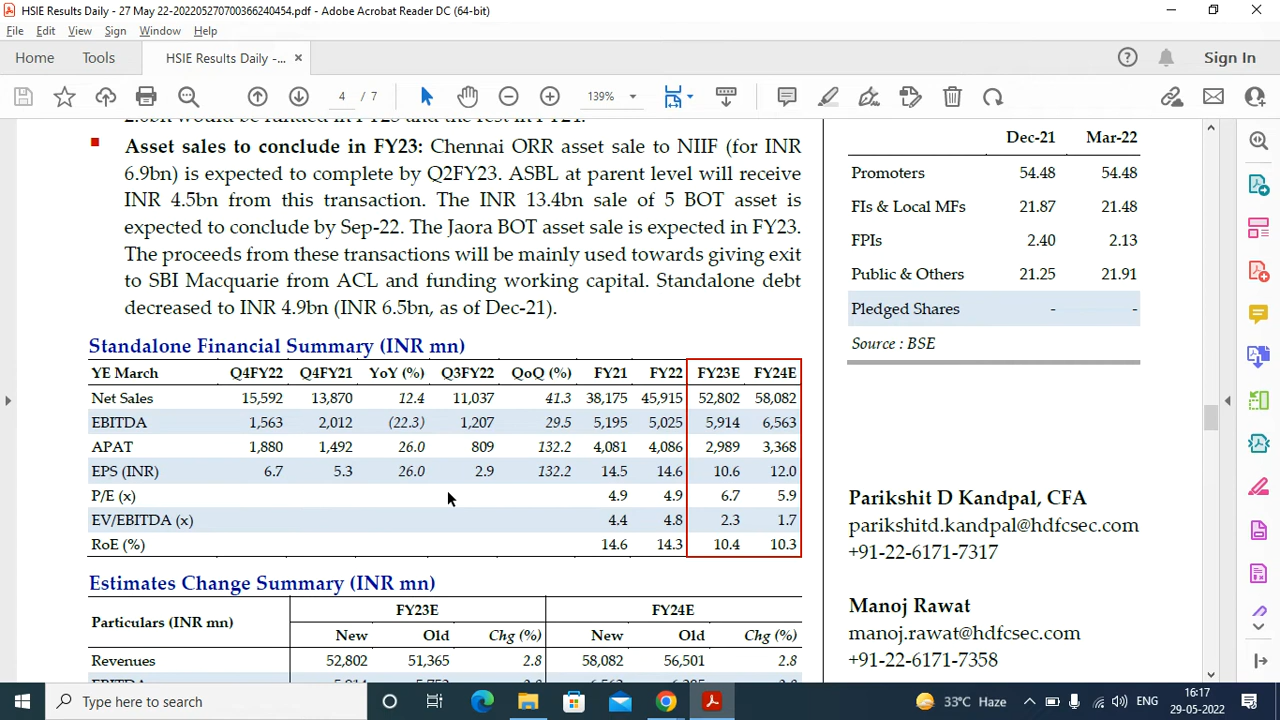 HSIE Results Daily - 27 May 22-202205270700366240454.pdf - Adobe Acrobat Reader DC (64-bit)
File Edit View Sign Window Help
Home Tools HSIE Results Daily -... × Sign In
4 / 7 139%
Asset sales to conclude in FY23: Chennai ORR asset sale to NIIF (for INR
6.9bn) is expected to complete by Q2FY23. ASBL at parent level will receive
INR 4.5bn from this transaction. The INR 13.4bn sale of 5 BOT asset is
expected to conclude by Sep-22. The Jaora BOT asset sale is expected in FY23.
The proceeds from these transactions will be mainly used towards giving exit
to SBI Macquarie from ACL and funding working capital. Standalone debt
decreased to INR 4.9bn (INR 6.5bn, as of Dec-21).
Standalone Financial Summary (INR mn)
YE March Q4FY22 Q4FY21 YoY (%) Q3FY22 QoQ (%) FY21 FY22 FY23E FY24E
Net Sales 15,592 13,870 12.4 11,037 41.3 38,175 45,915 52,802 58,082
EBITDA 1,563 2,012 (22.3) 1,207 29.5 5,195 5,025 5,914 6,563
APAT 1,880 1,492 26.0 809 132.2 4,081 4,086 2,989 3,368
EPS (INR) 6.7 5.3 26.0 2.9 132.2 14.5 14.6 10.6 12.0
P/E (x) 4.9 4.9 6.7 5.9
EV/EBITDA (x) 4.4 4.8 2.3 1.7
RoE (%) 14.6 14.3 10.4 10.3
Estimates Change Summary (INR mn)
Particulars (INR mn) FY23E FY24E
New Old Chg (%) New Old Chg (%)
Revenues 52,802 51,365 2.8 58,082 56,501 2.8
Dec-21 Mar-22
Promoters 54.48 54.48
FIs & Local MFs 21.87 21.48
FPIs 2.40 2.13
Public & Others 21.25 21.91
Pledged Shares - -
Source : BSE
Parikshit D Kandpal, CFA
parikshitd.kandpal@hdfcsec.com
+91-22-6171-7317
Manoj Rawat
manoj.rawat@hdfcsec.com
+91-22-6171-7358
Type here to search
33°C Haze ENG 16:17
29-05-2022